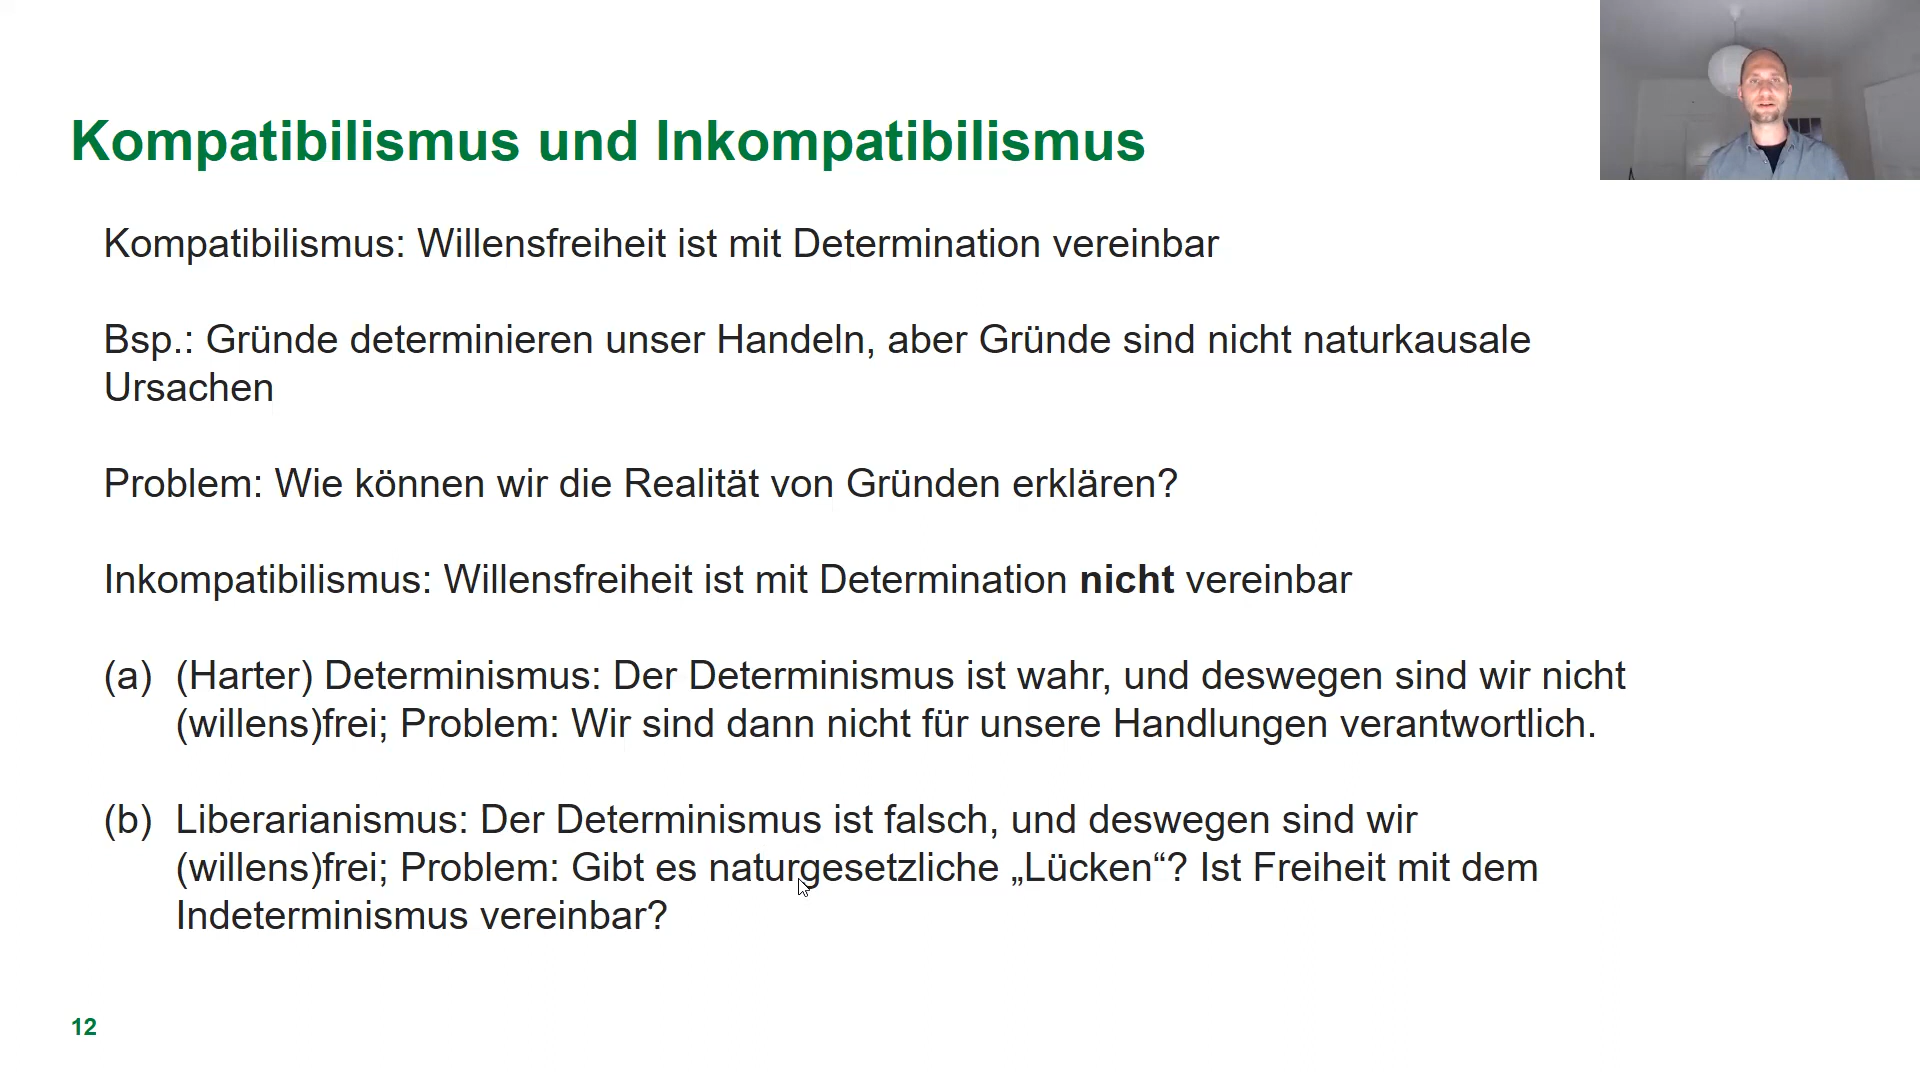 Kompatibilismus und Inkompatibilismus
Kompatibilismus: Willensfreiheit ist mit Determination vereinbar
Bsp.: Gründe determinieren unser Handeln, aber Gründe sind nicht naturkausale
Ursachen
Problem: Wie können wir die Realität von Gründen erklären?
Inkompatibilismus: Willensfreiheit ist mit Determination nicht vereinbar
(a) (Harter) Determinismus: Der Determinismus ist wahr, und deswegen sind wir nicht
(willens)frei; Problem: Wir sind dann nicht für unsere Handlungen verantwortlich.
(b) Liberarianismus: Der Determinismus ist falsch, und deswegen sind wir
(willens)frei; Problem: Gibt es naturgesetzliche „Lücken“? Ist Freiheit mit dem
Indeterminismus vereinbar?
12